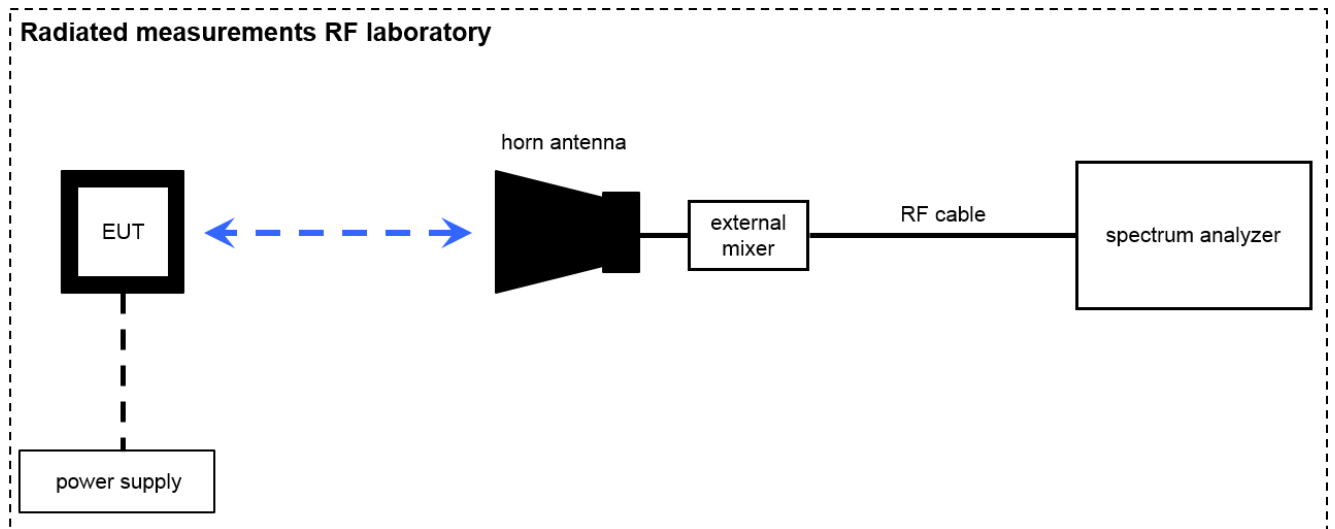 Radiated measurements RF laboratory
horn antenna
EUT
external
mixer
RF cable
spectrum analyzer
power supply